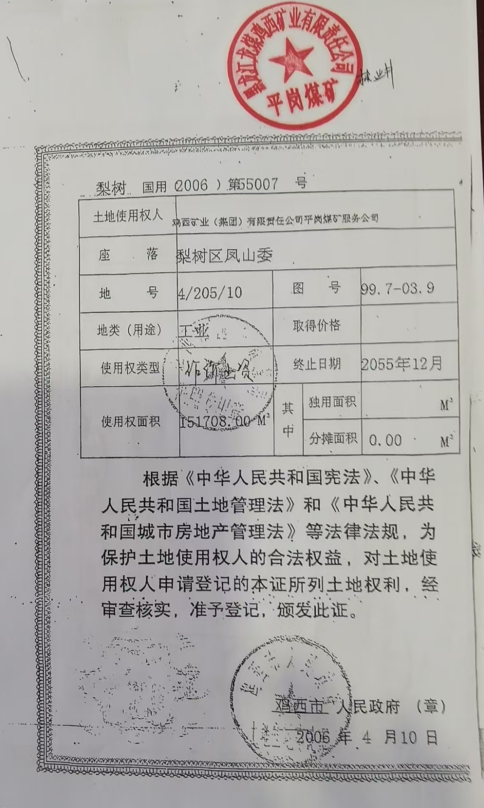 黑龙江龙煤鸡西矿业有限责任公司
平岗煤矿
梨树 国用（2006）第55007 号
土地使用权人 鸡西矿业（集团）有限责任公司平岗煤矿服务公司
座 落 梨树区凤山委
地 号 4/205/10 图 号 99.7-03.9
地类（用途） 工业 取得价格
使用权类型 作价出资 终止日期 2055年12月
使用权面积 151708.00 M² 其中 独用面积 M²
分摊面积 0.00 M²
根据《中华人民共和国宪法》、《中华
人民共和国土地管理法》和《中华人民共
和国城市房地产管理法》等法律法规，为
保护土地使用权人的合法权益，对土地使
用权人申请登记的本证所列土地权利，经
审查核实，准予登记，颁发此证。
鸡西市 人民政府 （章）
2006 年 4 月 10 日